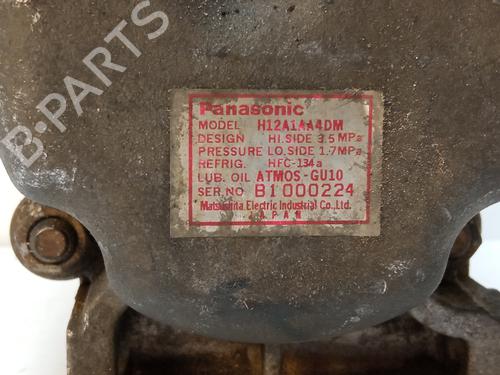 Panasonic
MODEL H12A1AA4DM
DESIGN HI.SIDE 3.5 MPa
PRESSURE LO.SIDE 1.7MPa
REFRIG. HFC-134a
LUB. OIL ATMOS-GU10
SER. NO. B1 000224
Matsushita Electric Industrial Co., Ltd.
JAPAN